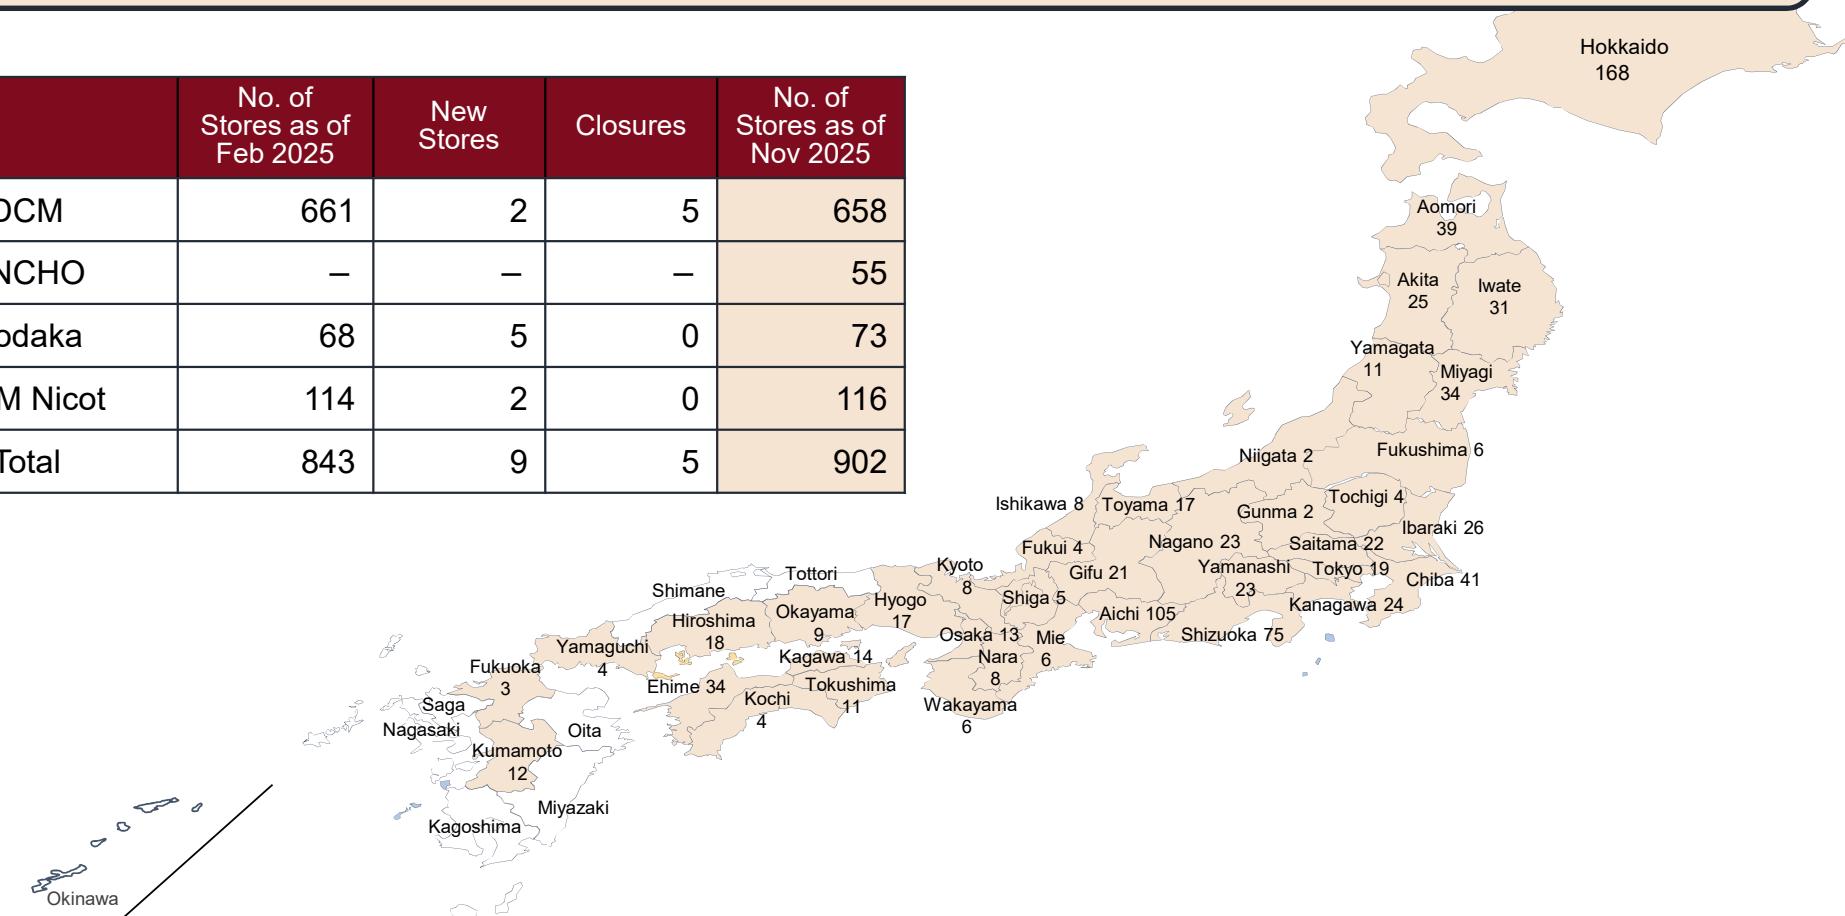 No. of
Stores as of
Feb 2025
New
Stores
Closures
No. of
Stores as of
Nov 2025
DCM 661 2 5 658
NCHO – – – 55
odaka 68 5 0 73
M Nicot 114 2 0 116
Total 843 9 5 902
Hokkaido
168
Aomori
39
Akita
25
Iwate
31
Yamagata
11
Miyagi
34
Niigata 2
Fukushima 6
Ishikawa 8
Toyama 17
Gunma 2
Tochigi 4
Ibaraki 26
Fukui 4
Nagano 23
Saitama 22
Gifu 21
Yamanashi
23
Tokyo 19
Chiba 41
Kanagawa 24
Aichi 105
Shizuoka 75
Shimane
Tottori
Kyoto
8
Shiga 5
Hyogo
17
Okayama
9
Hiroshima
18
Yamaguchi
4
Osaka 13
Mie
6
Nara
8
Wakayama
6
Kagawa 14
Tokushima
11
Ehime 34
Kochi
4
Fukuoka
3
Saga
Nagasaki
Oita
Kumamoto
12
Miyazaki
Kagoshima
Okinawa